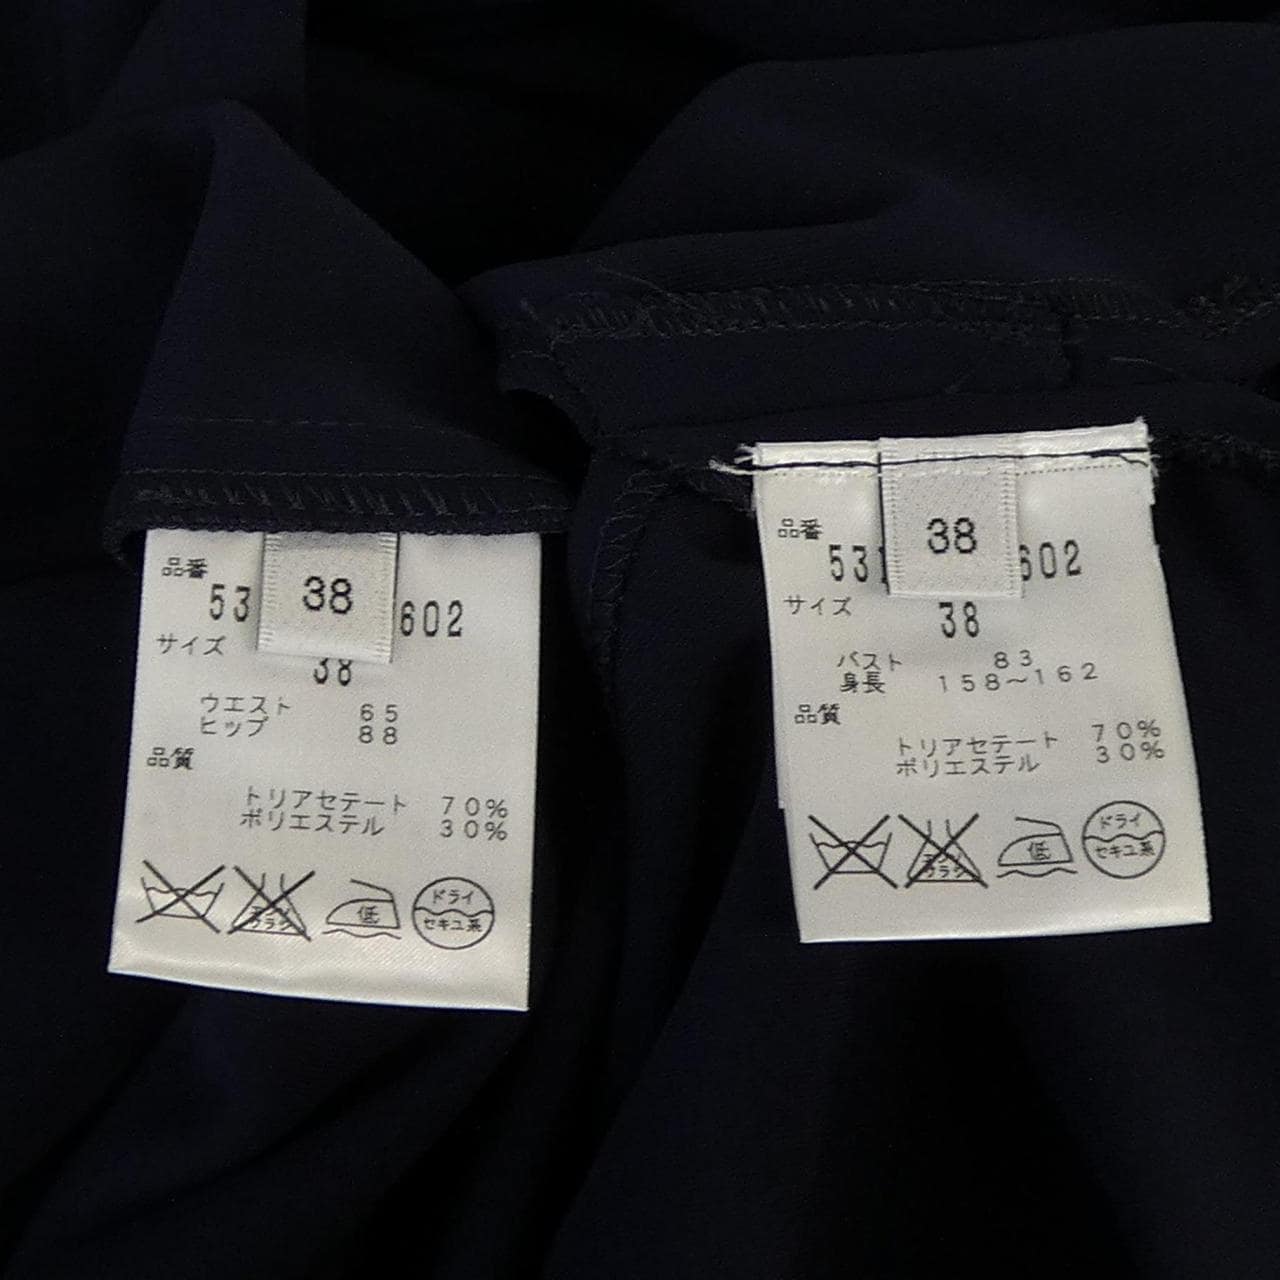 品番
53
38
602
サイズ
38
ウエスト 65
ヒップ 88
品質
トリアセテート 70%
ポリエステル 30%
低
ドライ
セキユ系
品番
531
38
602
サイズ
38
バスト 83
身長 158~162
品質
トリアセテート 70%
ポリエステル 30%
低
ドライ
セキユ系